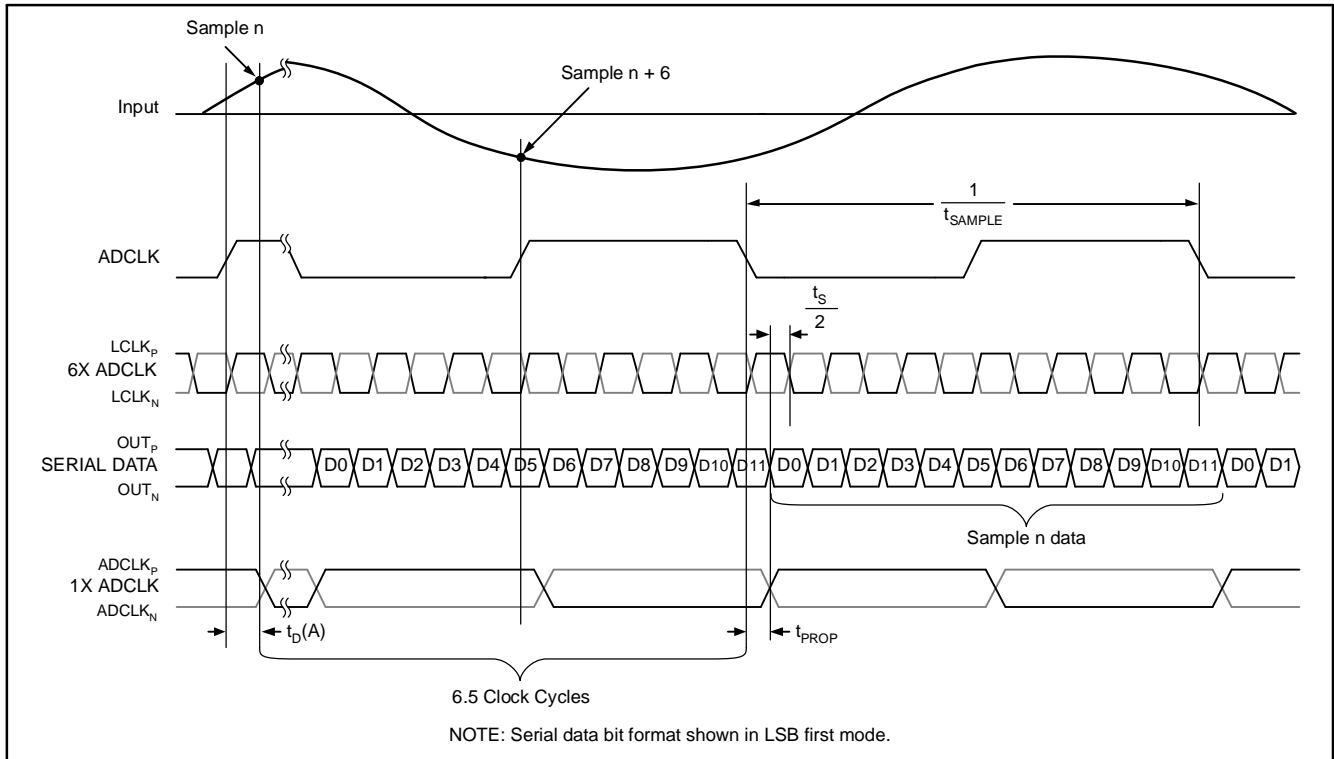 Sample n
Sample n + 6
Input
1
tSAMPLE
ADCLK
tS
2
LCLKP
6X ADCLK
LCLKN
OUTP
SERIAL DATA
OUTN
D0 D1 D2 D3 D4 D5 D6 D7 D8 D9 D10 D11 D0 D1 D2 D3 D4 D5 D6 D7 D8 D9 D10 D11 D0 D1
Sample n data
ADCLKP
1X ADCLK
ADCLKN
tD(A)
tPROP
6.5 Clock Cycles
NOTE: Serial data bit format shown in LSB first mode.